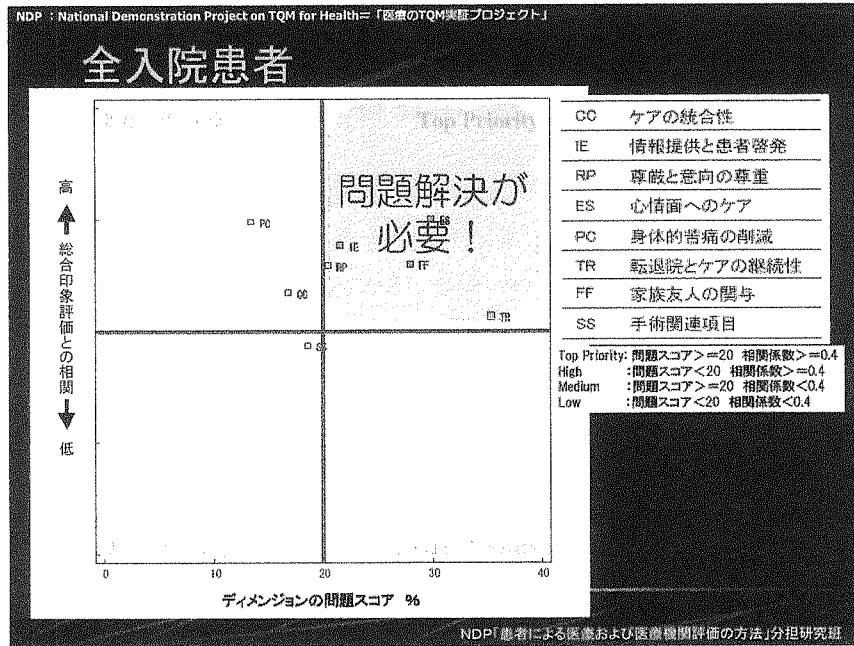 NDP : National Demonstration Project on TQM for Health＝「医療のTQM実証プロジェクト」
全入院患者
Top Priority
問題解決が
必要！
高
総合印象評価との相関
低
PC
ES
IE
RP
FF
CC
TR
SS
0 10 20 30 40
ディメンジョンの問題スコア %
CC ケアの統合性
IE 情報提供と患者啓発
RP 尊厳と意向の尊重
ES 心情面へのケア
PC 身体的苦痛の削減
TR 転退院とケアの継続性
FF 家族友人の関与
SS 手術関連項目
Top Priority: 問題スコア＞＝20 相関係数＞＝0.4
High :問題スコア＜20 相関係数＞＝0.4
Medium :問題スコア＞＝20 相関係数＜0.4
Low :問題スコア＜20 相関係数＜0.4
NDP「患者による医療および医療機関評価の方法」分担研究班